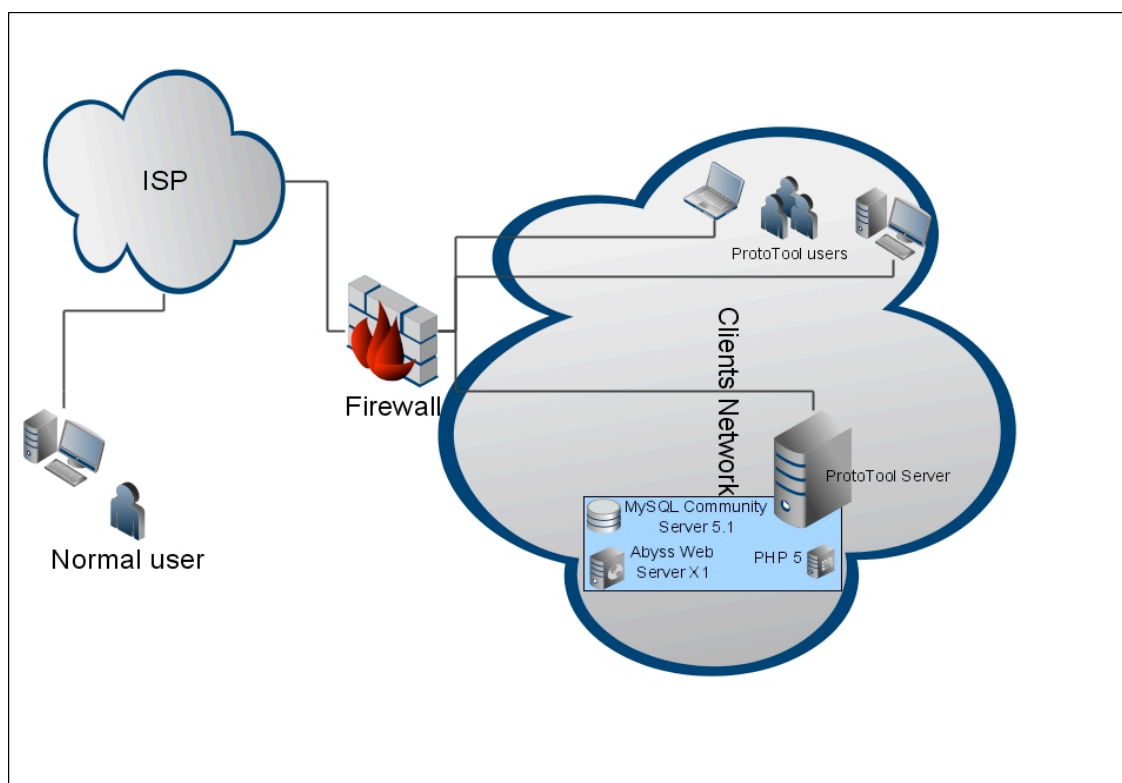 ISP
ProtoTool users
Clients Network
Firewall
ProtoTool Server
MySQL Community
Server 5.1
Abyss Web
Server X1
PHP 5
Normal user